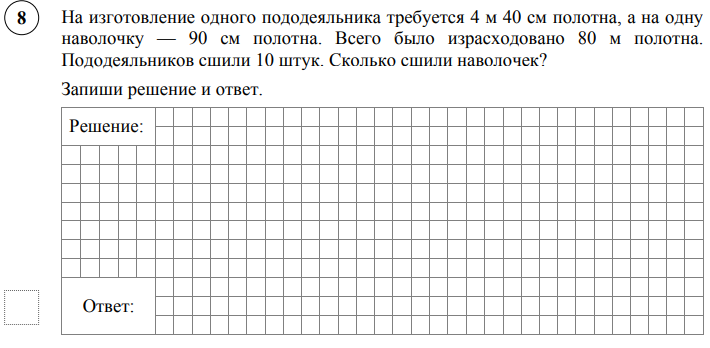 8
На изготовление одного пододеяльника требуется 4 м 40 см полотна, а на одну
наволочку — 90 см полотна. Всего было израсходовано 80 м полотна.
Пододеяльников сшили 10 штук. Сколько сшили наволочек?
Запиши решение и ответ.
Решение:
Ответ: